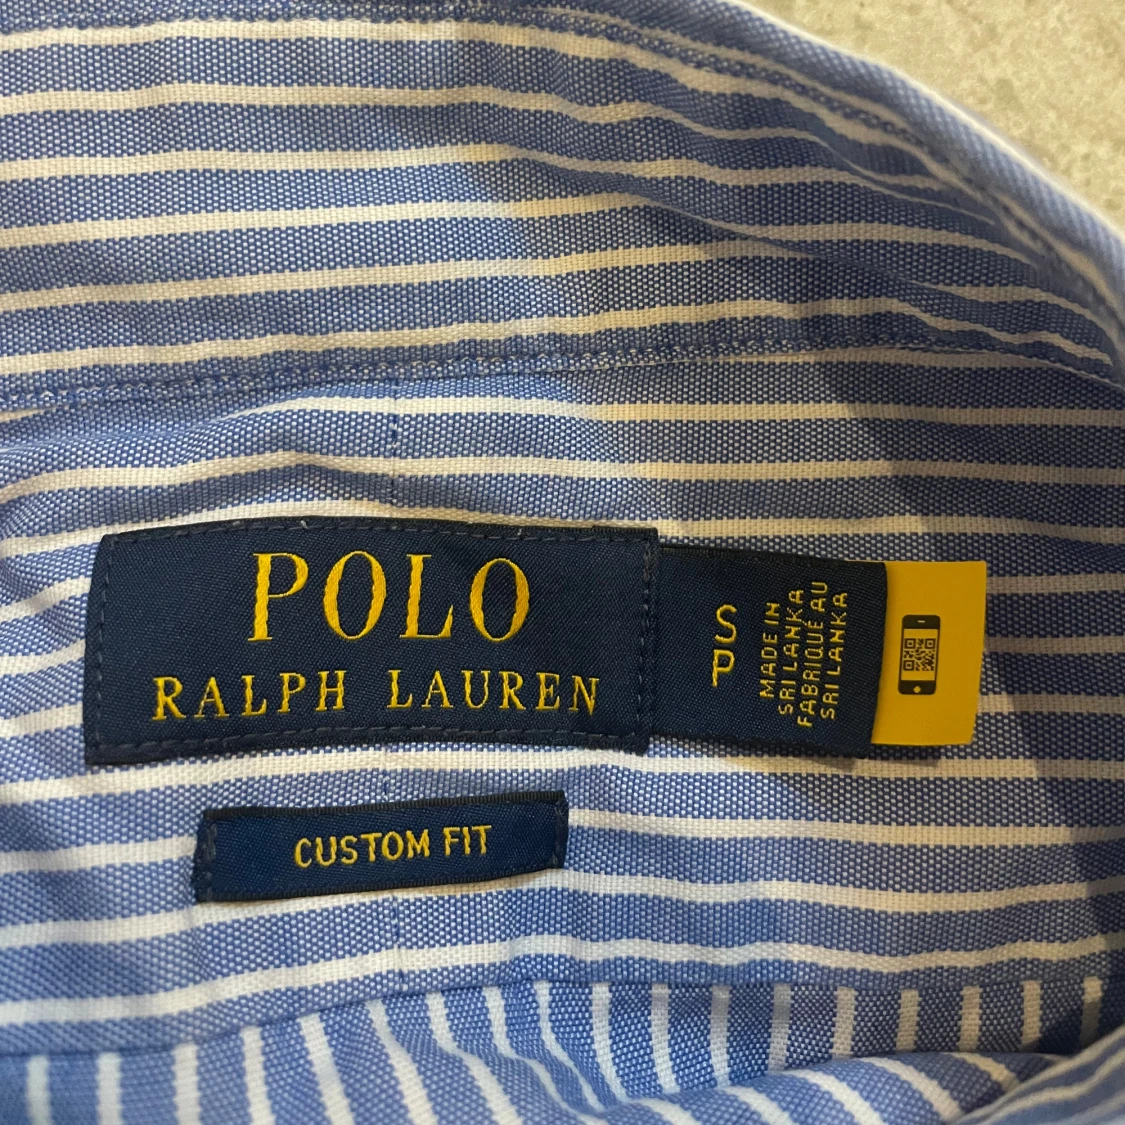 POLO
RALPH LAUREN
S
P
MADE IN
SRI LANKA
FABRIQUÉ AU
SRI LANKA
CUSTOM FIT